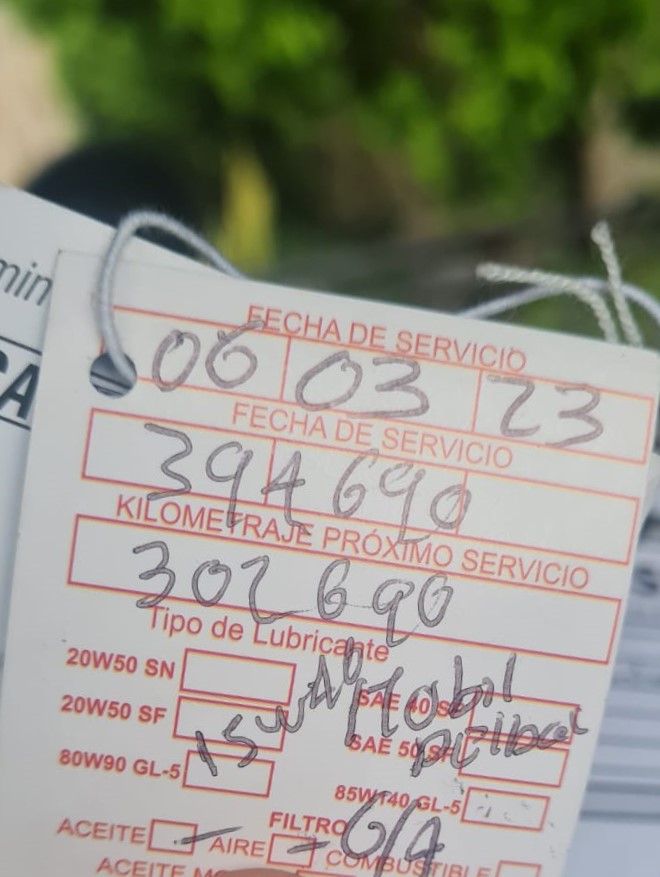 min
CA
FECHA DE SERVICIO
06 03 23
FECHA DE SERVICIO
394690
KILOMETRAJE PRÓXIMO SERVICIO
302690
Tipo de Lubricante
20W50 SN SAE 40 SF
15W40 Mobil
20W50 SF SAE 50 SF
80W90 GL-5 85W140 GL-5
FILTRO G/A
ACEITE - AIRE - COMBUSTIBLE
ACEITE